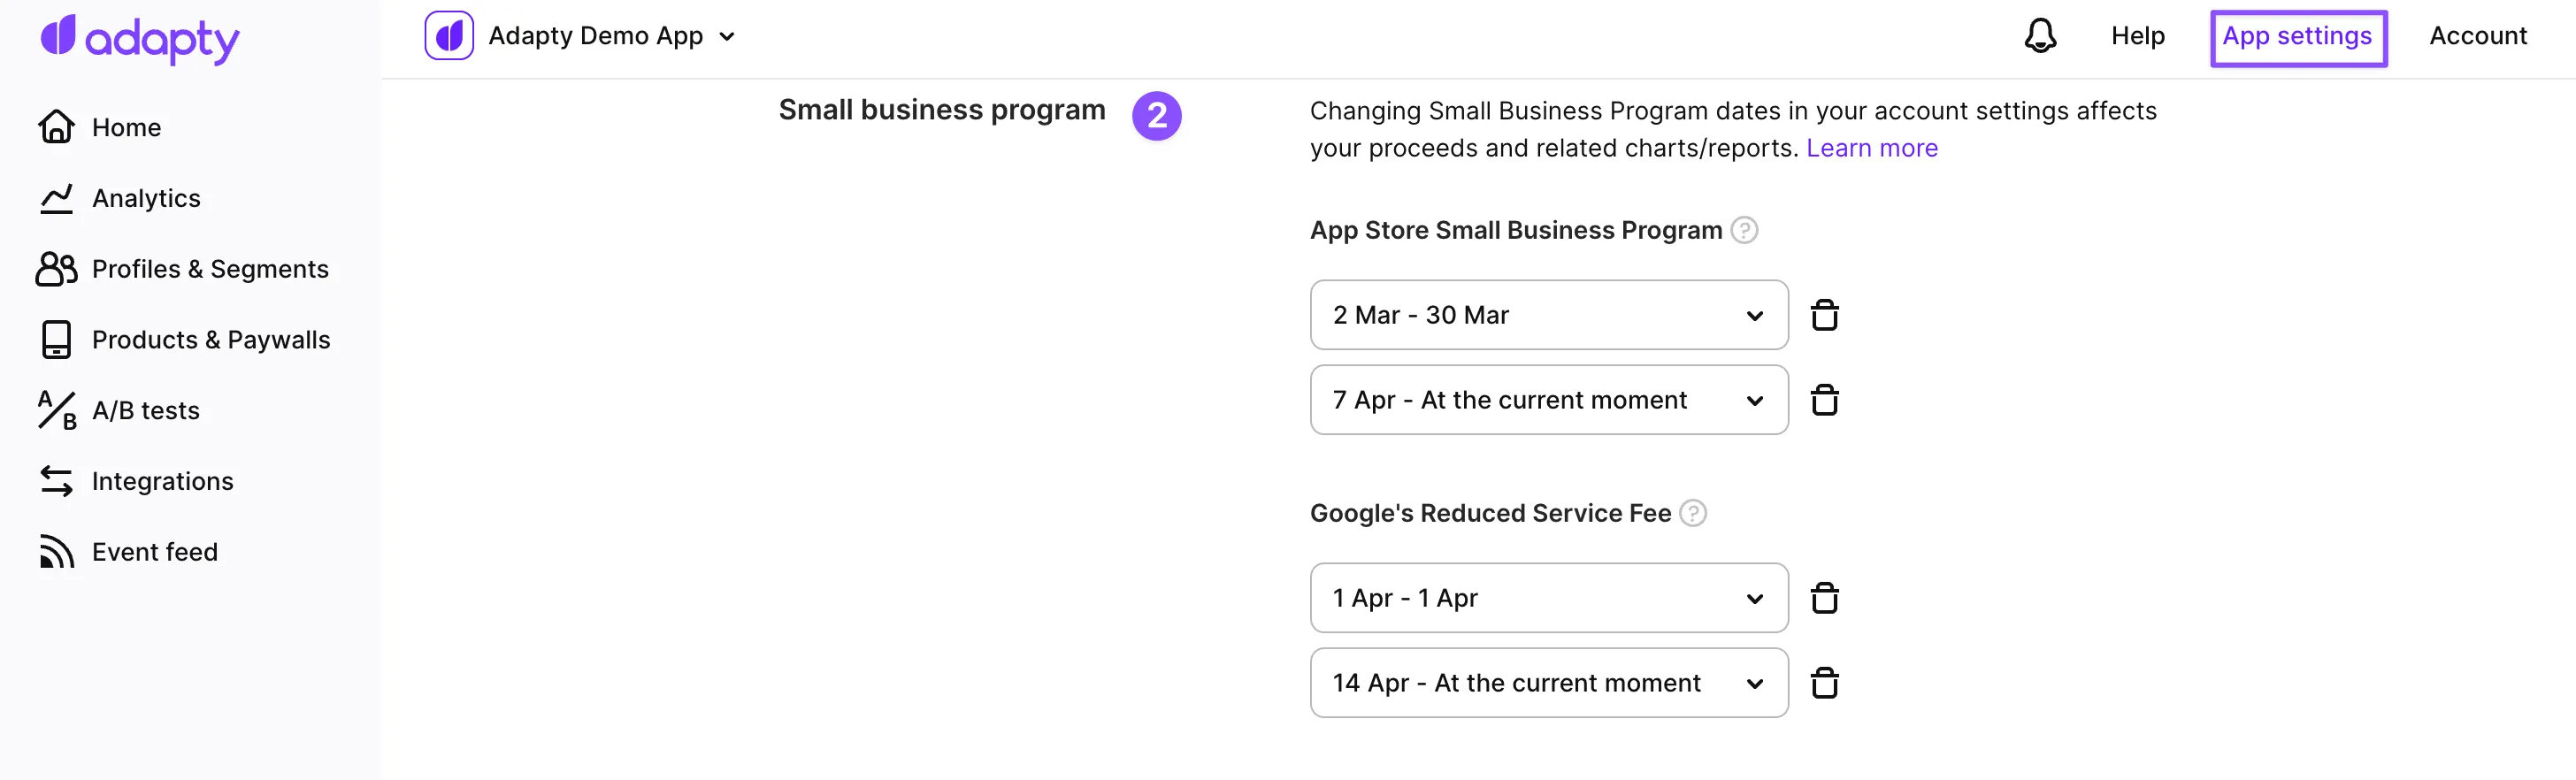 adapty
Adapty Demo App
Help
App settings
Account
Home
Analytics
Profiles & Segments
Products & Paywalls
A/B tests
Integrations
Event feed
Small business program 2
Changing Small Business Program dates in your account settings affects
your proceeds and related charts/reports. Learn more
App Store Small Business Program ?
2 Mar - 30 Mar
7 Apr - At the current moment
Google's Reduced Service Fee ?
1 Apr - 1 Apr
14 Apr - At the current moment